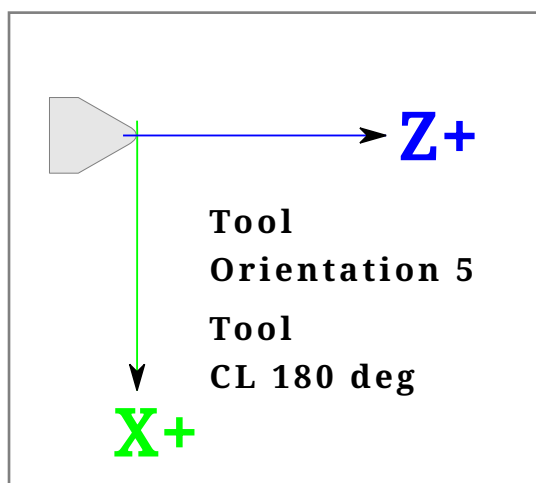 Z+
Tool
Orientation 5
Tool
CL 180 deg
X+